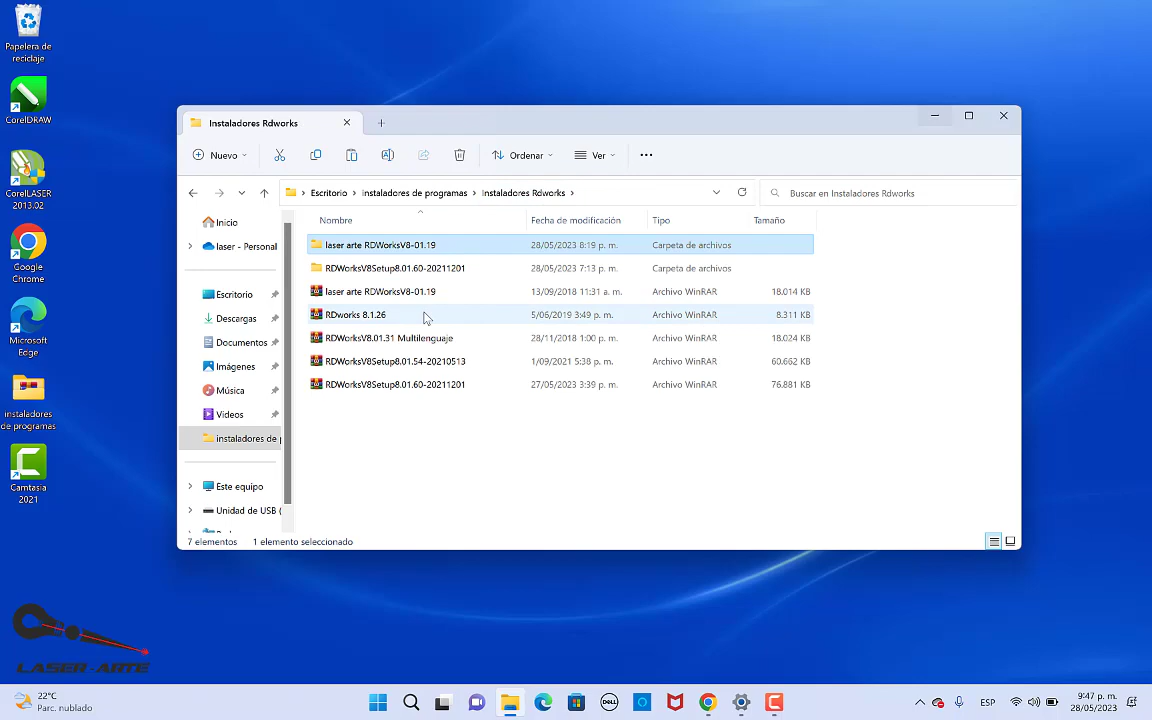 Papelera de
reciclaje
CorelDRAW
CorelLASER
2013.02
Google
Chrome
Microsoft
Edge
instaladores
de programas
Camtasia
2021
LASER-ARTE
Instaladores Rdworks
Nuevo
Ordenar
Ver
Escritorio > instaladores de programas > Instaladores Rdworks >
Buscar en Instaladores Rdworks
Inicio
laser - Personal
Escritorio
Descargas
Documentos
Imágenes
Música
Videos
instaladores de p
Este equipo
Unidad de USB (
Nombre Fecha de modificación Tipo Tamaño
laser arte RDWorksV8-01.19 28/05/2023 8:19 p. m. Carpeta de archivos
RDWorksV8Setup8.01.60-20211201 28/05/2023 7:13 p. m. Carpeta de archivos
laser arte RDWorksV8-01.19 13/09/2018 11:31 a. m. Archivo WinRAR 18.014 KB
RDworks 8.1.26 5/06/2019 3:49 p. m. Archivo WinRAR 8.311 KB
RDWorksV8.01.31 Multilenguaje 28/11/2018 1:00 p. m. Archivo WinRAR 18.024 KB
RDWorksV8Setup8.01.54-20210513 1/09/2021 5:38 p. m. Archivo WinRAR 60.662 KB
RDWorksV8Setup8.01.60-20211201 27/05/2023 3:39 p. m. Archivo WinRAR 76.881 KB
7 elementos 1 elemento seleccionado
22°C
Parc. nublado
DELL
ESP
9:47 p. m.
28/05/2023